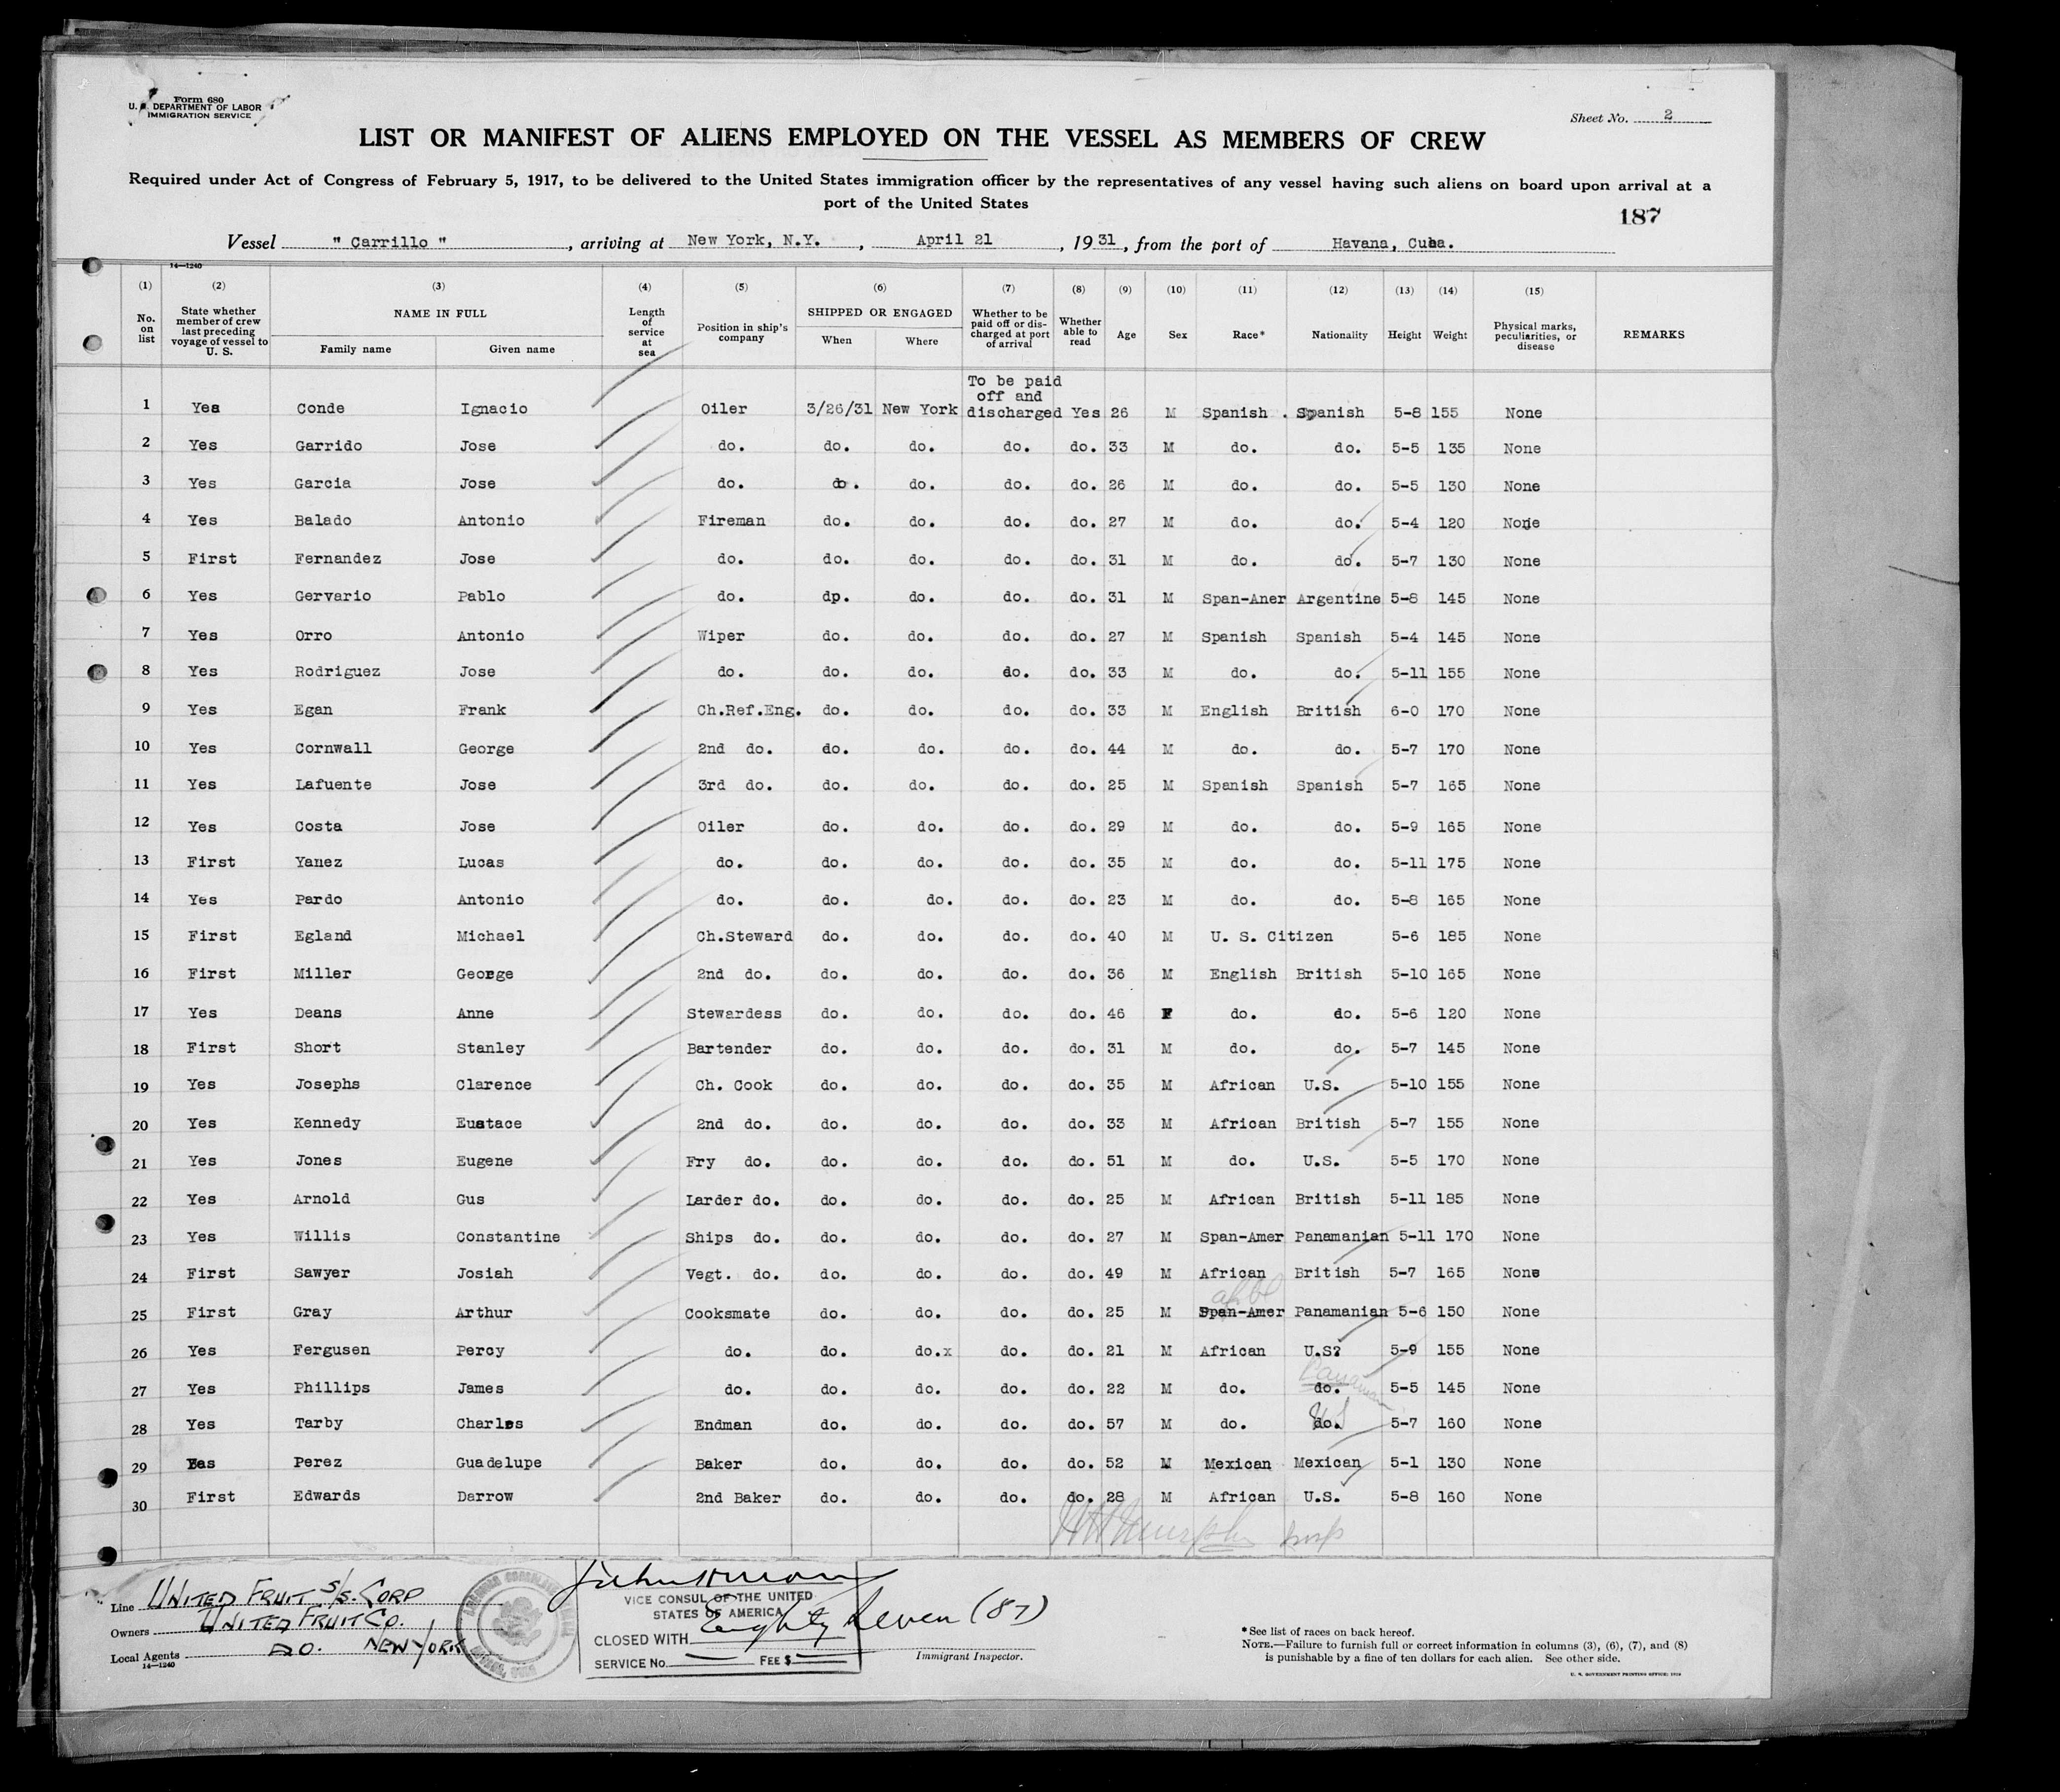 Form 680
U. S. DEPARTMENT OF LABOR
IMMIGRATION SERVICE
Sheet No. 2
LIST OR MANIFEST OF ALIENS EMPLOYED ON THE VESSEL AS MEMBERS OF CREW
Required under Act of Congress of February 5, 1917, to be delivered to the United States immigration officer by the representatives of any vessel having such aliens on board upon arrival at a
port of the United States
187
Vessel " Carrillo ", arriving at New York, N.Y., April 21, 1931, from the port of Havana, Cuba.
14—1240
(1) (2) (3) (4) (5) (6) (7) (8) (9) (10) (11) (12) (13) (14) (15)
No. on list State whether member of crew last preceding voyage of vessel to U. S. NAME IN FULL Family name Given name Length of service at sea Position in ship's company SHIPPED OR ENGAGED When Where Whether to be paid off or discharged at port of arrival Whether able to read Age Sex Race* Nationality Height Weight Physical marks, peculiarities, or disease REMARKS
To be paid
off and
1 Yes Conde Ignacio Oiler 3/26/31 New York discharged Yes 26 M Spanish . Spanish 5-8 155 None
2 Yes Garrido Jose do. do. do. do. do. 33 M do. do. 5-5 135 None
3 Yes Garcia Jose do. do. do. do. do. 26 M do. do. 5-5 130 None
4 Yes Balado Antonio Fireman do. do. do. do. 27 M do. do. 5-4 120 None
5 First Fernandez Jose do. do. do. do. do. 31 M do. do. 5-7 130 None
6 Yes Gervario Pablo do. dp. do. do. do. 31 M Span-Aner Argentine 5-8 145 None
7 Yes Orro Antonio Wiper do. do. do. do. 27 M Spanish Spanish 5-4 145 None
8 Yes Rodriguez Jose do. do. do. do. do. 33 M do. do. 5-11 155 None
9 Yes Egan Frank Ch.Ref.Eng. do. do. do. do. 33 M English British 6-0 170 None
10 Yes Cornwall George 2nd do. do. do. do. do. 44 M do. do. 5-7 170 None
11 Yes Lafuente Jose 3rd do. do. do. do. do. 25 M Spanish Spanish 5-7 165 None
12 Yes Costa Jose Oiler do. do. do. do. 29 M do. do. 5-9 165 None
13 First Yanez Lucas do. do. do. do. do. 35 M do. do. 5-11 175 None
14 Yes Pardo Antonio do. do. do. do. do. 23 M do. do. 5-8 165 None
15 First Egland Michael Ch.Steward do. do. do. do. 40 M U. S. Citizen 5-6 185 None
16 First Miller George 2nd do. do. do. do. do. 36 M English British 5-10 165 None
17 Yes Deans Anne Stewardess do. do. do. do. 46 F do. do. 5-6 120 None
18 First Short Stanley Bartender do. do. do. do. 31 M do. do. 5-7 145 None
19 Yes Josephs Clarence Ch. Cook do. do. do. do. 35 M African U.S. 5-10 155 None
20 Yes Kennedy Eustace 2nd do. do. do. do. do. 33 M African British 5-7 155 None
21 Yes Jones Eugene Fry do. do. do. do. do. 51 M do. U.S. 5-5 170 None
22 Yes Arnold Gus Larder do. do. do. do. do. 25 M African British 5-11 185 None
23 Yes Willis Constantine Ships do. do. do. do. do. 27 M Span-Amer Panamanian 5-11 170 None
24 First Sawyer Josiah Vegt. do. do. do. do. do. 49 M African British 5-7 165 None
25 First Gray Arthur Cooksmate do. do. do. do. 25 M Span-Amer Panamanian 5-6 150 None
26 Yes Fergusen Percy do. do. do.x do. do. 21 M African U.S? 5-9 155 None
27 Yes Phillips James do. do. do. do. do. 22 M do. do. 5-5 145 None
28 Yes Tarby Charles Endman do. do. do. do. 57 M do. do. US 5-7 160 None
29 Yes Perez Guadelupe Baker do. do. do. do. 52 M Mexican Mexican 5-1 130 None
30 First Edwards Darrow 2nd Baker do. do. do. do. 28 M African U.S. 5-8 160 None
Line UNITED FRUIT S/S. CORP
Owners UNITED FRUIT CO.
Local Agents DO. NEW YORK
14—1240
VICE CONSUL OF THE UNITED
STATES OF AMERICA
CLOSED WITH Eighty Seven (87)
SERVICE No. — FEE $ —
Immigrant Inspector.
*See list of races on back hereof.
NOTE.—Failure to furnish full or correct information in columns (3), (6), (7), and (8)
is punishable by a fine of ten dollars for each alien. See other side.